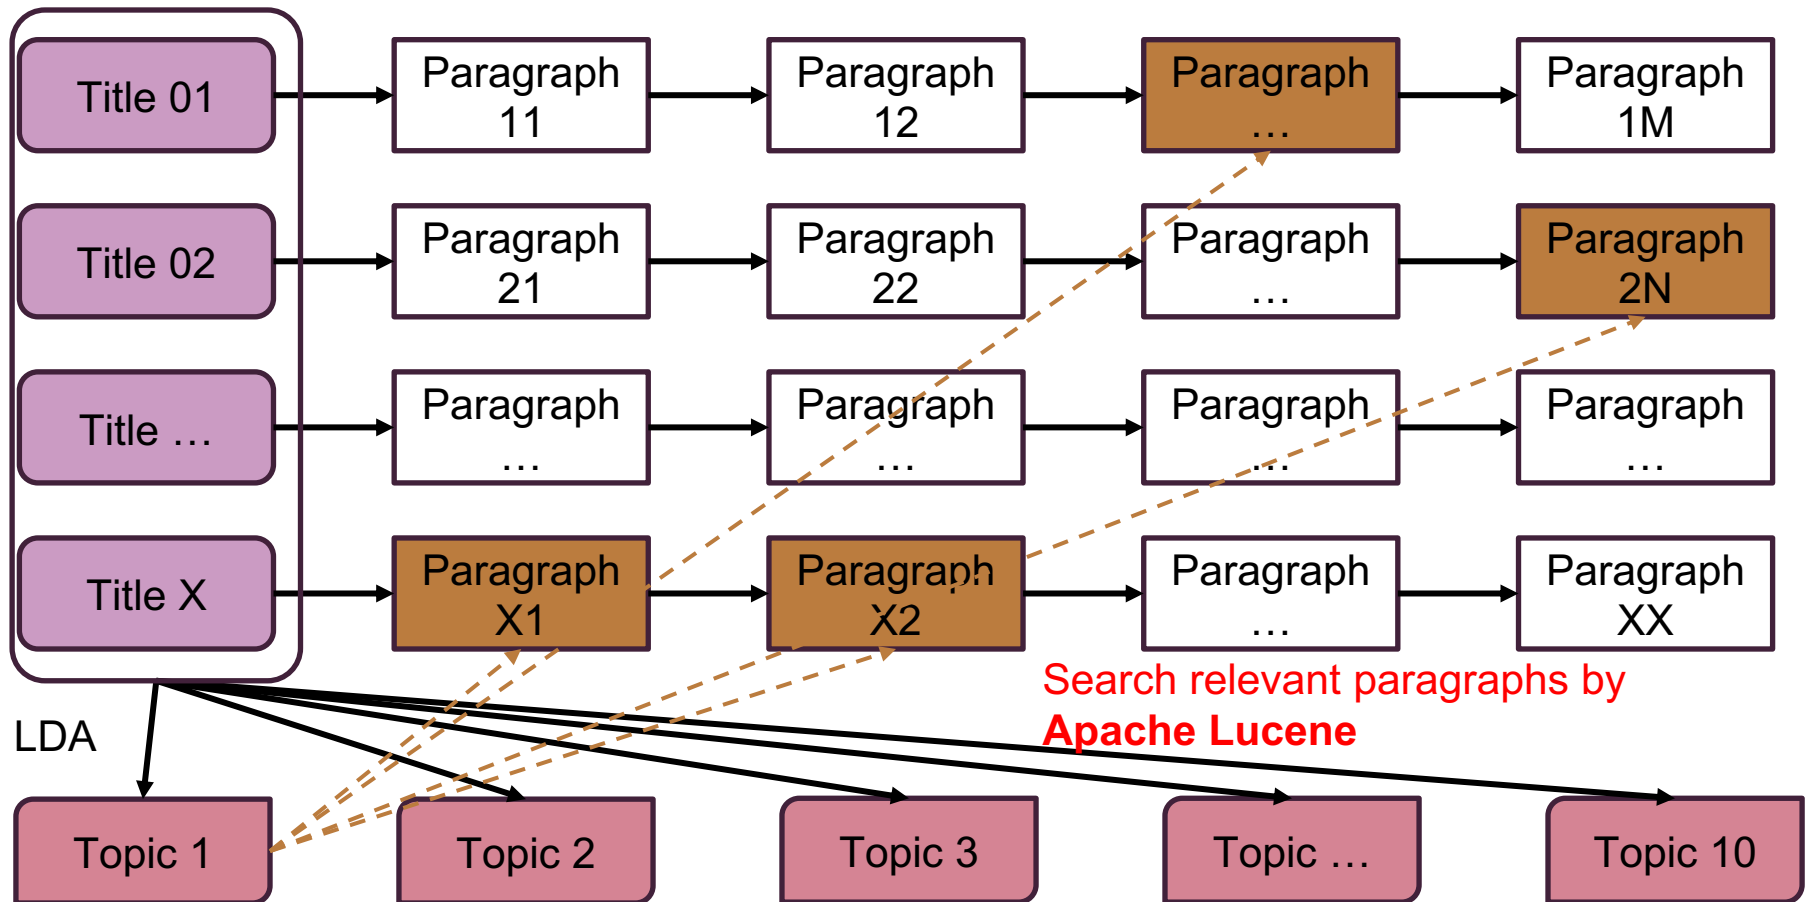 Title 01
Paragraph
11
Paragraph
12
Paragraph
…
Paragraph
1M
Title 02
Paragraph
21
Paragraph
22
Paragraph
…
Paragraph
2N
Title …
Paragraph
…
Paragraph
…
Paragraph
…
Paragraph
…
Title X
Paragraph
X1
Paragraph
X2
Paragraph
…
Paragraph
XX
Search relevant paragraphs by
Apache Lucene
LDA
Topic 1
Topic 2
Topic 3
Topic …
Topic 10